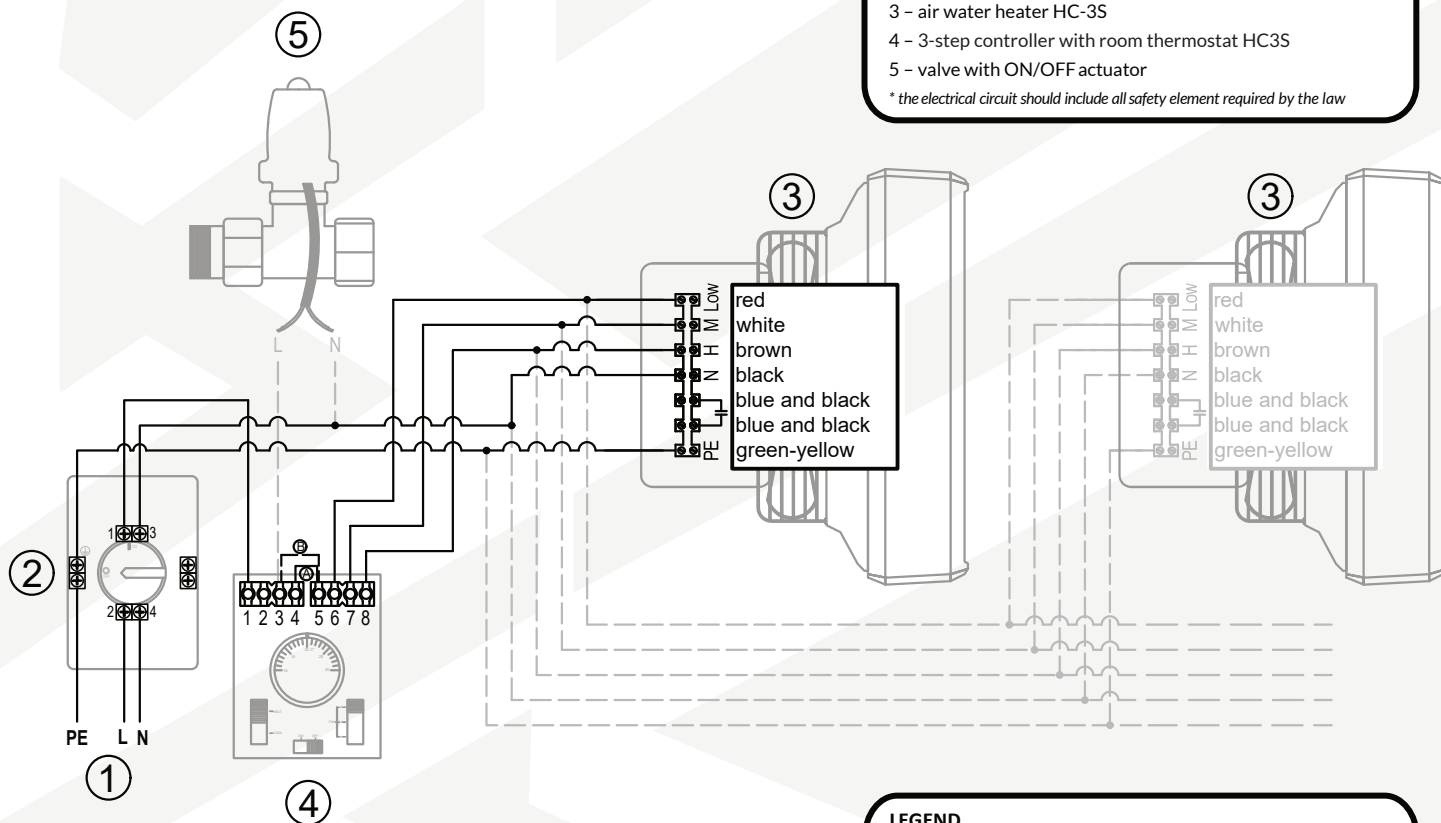 3 – air water heater HC-3S
4 – 3-step controller with room thermostat HC3S
5 – valve with ON/OFF actuator
* the electrical circuit should include all safety element required by the law
5
3
3
Low
red
M
white
H
brown
N
black
blue and black
blue and black
PE
green-yellow
Low
red
M
white
H
brown
N
black
blue and black
blue and black
PE
green-yellow
L N
1 3
2
2 4
B
A
1 2 3 4 5 6 7 8
PE L N
1
4
LEGEND